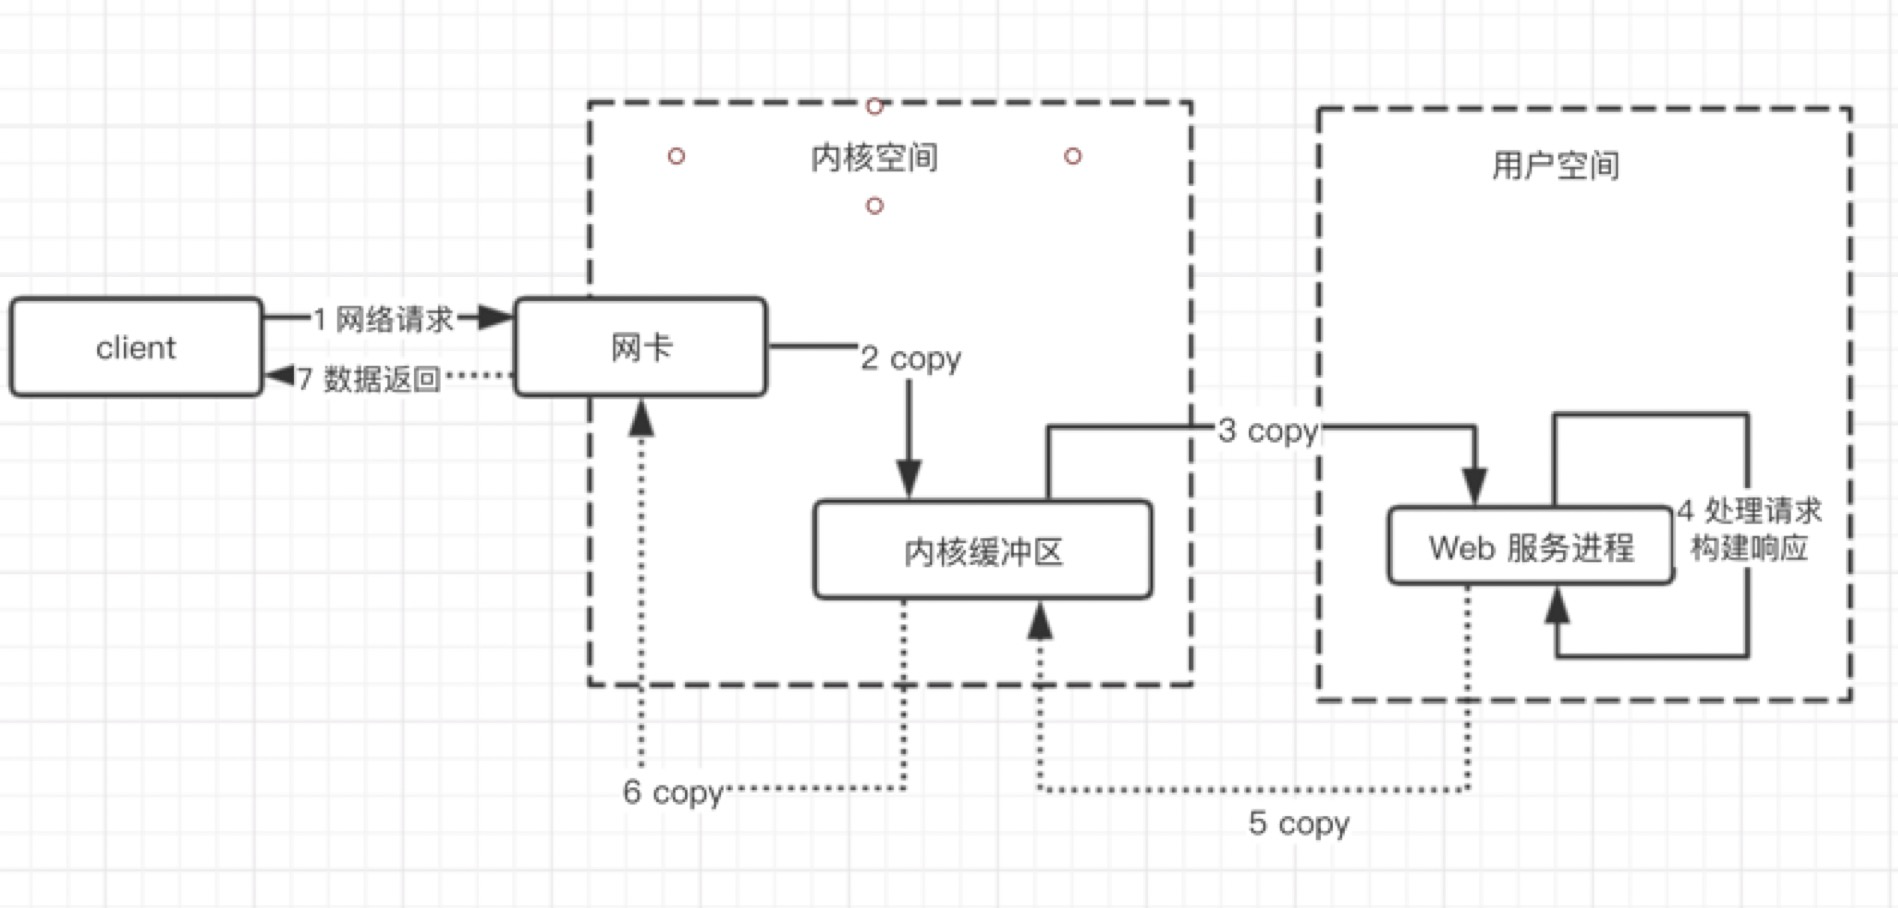 内核空间
用户空间
client
1 网络请求
7 数据返回
网卡
2 copy
3 copy
内核缓冲区
Web 服务进程
4 处理请求
构建响应
6 copy
5 copy